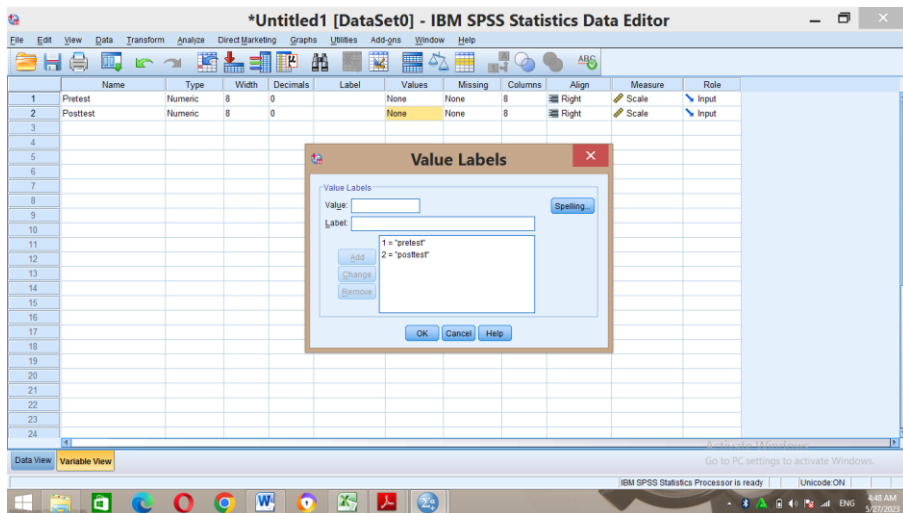 *Untitled1 [DataSet0] - IBM SPSS Statistics Data Editor
File Edit View Data Transform Analyze Direct Marketing Graphs Utilities Add-ons Window Help
Name Type Width Decimals Label Values Missing Columns Align Measure Role
1 Pretest Numeric 8 0 None None 8 Right Scale Input
2 Posttest Numeric 8 0 None None 8 Right Scale Input
3
4
5
6
7
8
9
10
11
12
13
14
15
16
17
18
19
20
21
22
23
24
Value Labels
Value Labels
Value:
Spelling...
Label:
1 = "pretest"
2 = "posttest"
Add
Change
Remove
OK Cancel Help
Activate Windows
Go to PC settings to activate Windows.
Data View Variable View
IBM SPSS Statistics Processor is ready Unicode:ON
ENG
4:48 AM
5/27/2023